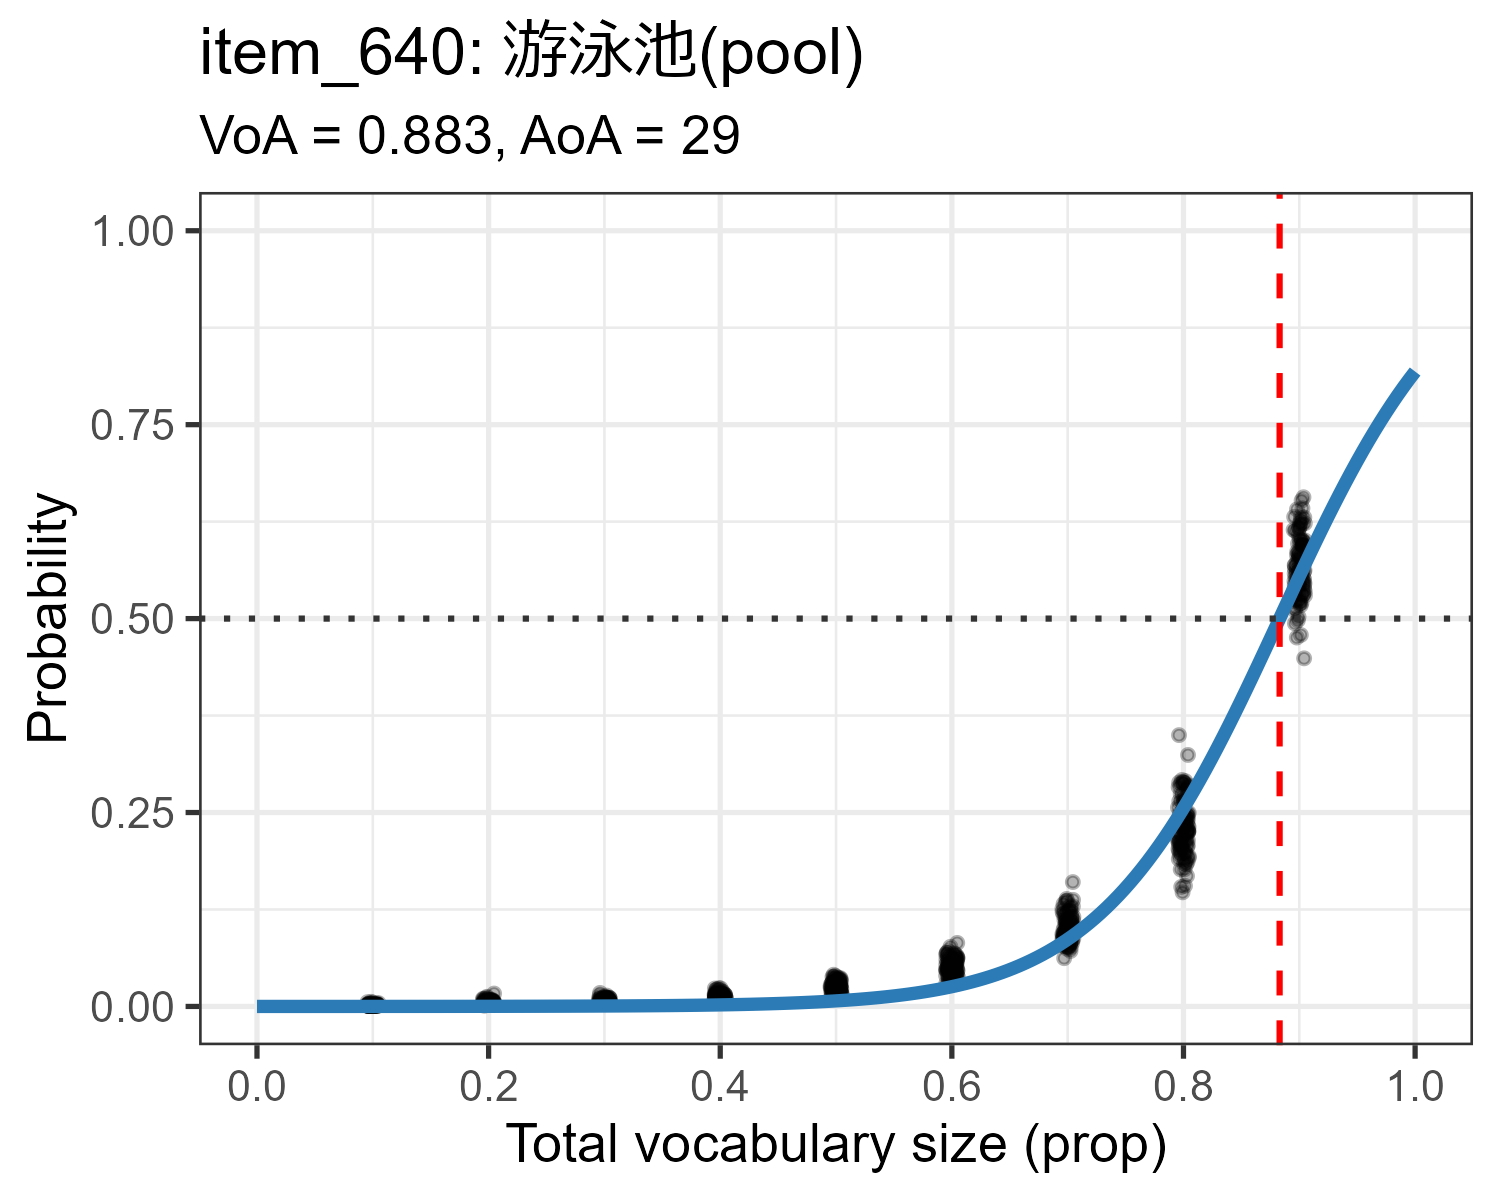 item_640: 游泳池(pool)
VoA = 0.883, AoA = 29
1.00
0.75
0.50
0.25
0.00
Probability
0.0 0.2 0.4 0.6 0.8 1.0
Total vocabulary size (prop)